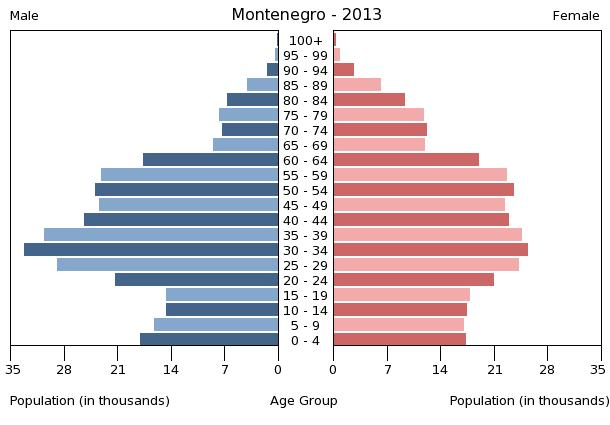 Montenegro - 2013
Male
Female
100+
95 - 99
90 - 94
85 - 89
80 - 84
75 - 79
70 - 74
65 - 69
60 - 64
55 - 59
50 - 54
45 - 49
40 - 44
35 - 39
30 - 34
25 - 29
20 - 24
15 - 19
10 - 14
5 - 9
0 - 4
35 28 21 14 7 0 0 7 14 21 28 35
Population (in thousands) Age Group Population (in thousands)